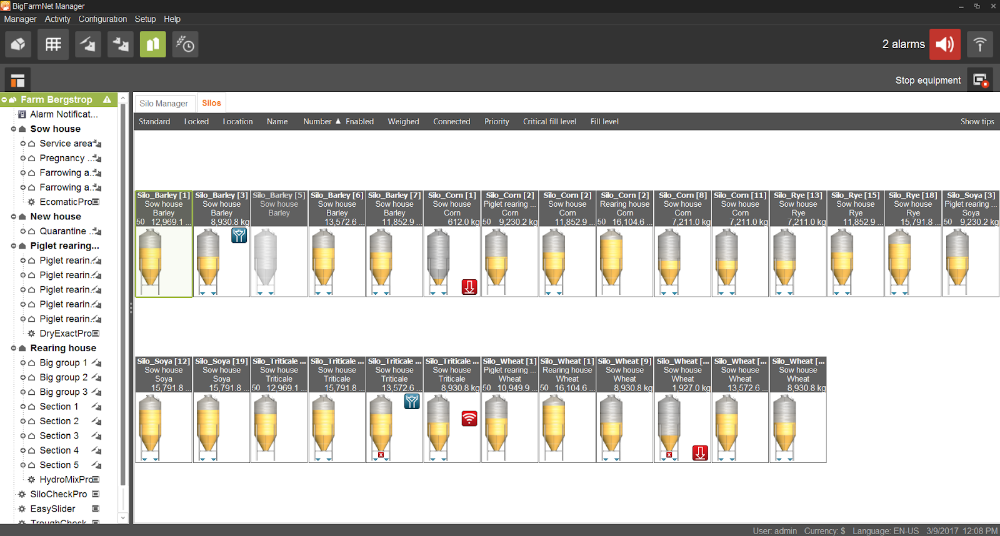 BigFarmNet Manager
Manager Activity Configuration Setup Help
2 alarms
Stop equipment
Farm Bergstrop
Alarm Notificat...
Sow house
Service area
Pregnancy ...
Farrowing a...
Farrowing a...
EcomaticPro
New house
Quarantine ...
Piglet rearing...
Piglet rearin...
Piglet rearin...
Piglet rearin...
Piglet rearin...
Piglet rearin...
DryExactPro
Rearing house
Big group 1
Big group 2
Big group 3
Section 1
Section 2
Section 3
Section 4
Section 5
HydroMixPro
SiloCheckPro
EasySlider
TroughCheck
Silo Manager Silos
Standard Locked Location Name Number Enabled Weighed Connected Priority Critical fill level Fill level Show tips
Silo_Barley [1] Silo_Barley [3] Silo_Barley [5] Silo_Barley [6] Silo_Barley [7] Silo_Corn [1] Silo_Corn [2] Silo_Corn [2] Silo_Corn [2] Silo_Corn [8] Silo_Corn [11] Silo_Rye [13] Silo_Rye [15] Silo_Rye [18] Silo_Soya [3]
Sow house Sow house Sow house Sow house Sow house Sow house Piglet rearing ... Sow house Rearing house Sow house Sow house Sow house Sow house Sow house Piglet rearing ...
Barley Barley Barley Barley Barley Corn Corn Corn Corn Corn Corn Rye Rye Rye Soya
50 12,969.1 ... 8,930.8 kg 13,572.6 ... 11,852.9 ... 612.0 kg 50 9,230.2 kg 11,852.9 ... 50 16,104.6 ... 7,211.0 kg 7,211.0 kg 7,211.0 kg 11,852.9 ... 15,791.8 ... 50 9,230.2 kg
Silo_Soya [12] Silo_Soya [19] Silo_Triticale ... Silo_Triticale ... Silo_Triticale ... Silo_Triticale ... Silo_Wheat [1] Silo_Wheat [1] Silo_Wheat [9] Silo_Wheat [... Silo_Wheat [... Silo_Wheat [...
Sow house Sow house Sow house Sow house Sow house Sow house Piglet rearing ... Rearing house Sow house Sow house Sow house Sow house
Soya Soya Triticale Triticale Triticale Triticale Wheat Wheat Wheat Wheat Wheat Wheat
15,791.8 ... 15,791.8 ... 50 12,969.1 ... 15,791.8 ... 13,572.6 ... 8,930.8 kg 50 10,949.9 ... 50 16,104.6 ... 8,930.8 kg 1,927.0 kg 13,572.6 ... 8,930.8 kg
User: admin Currency: $ Language: EN-US 3/9/2017 12:08 PM